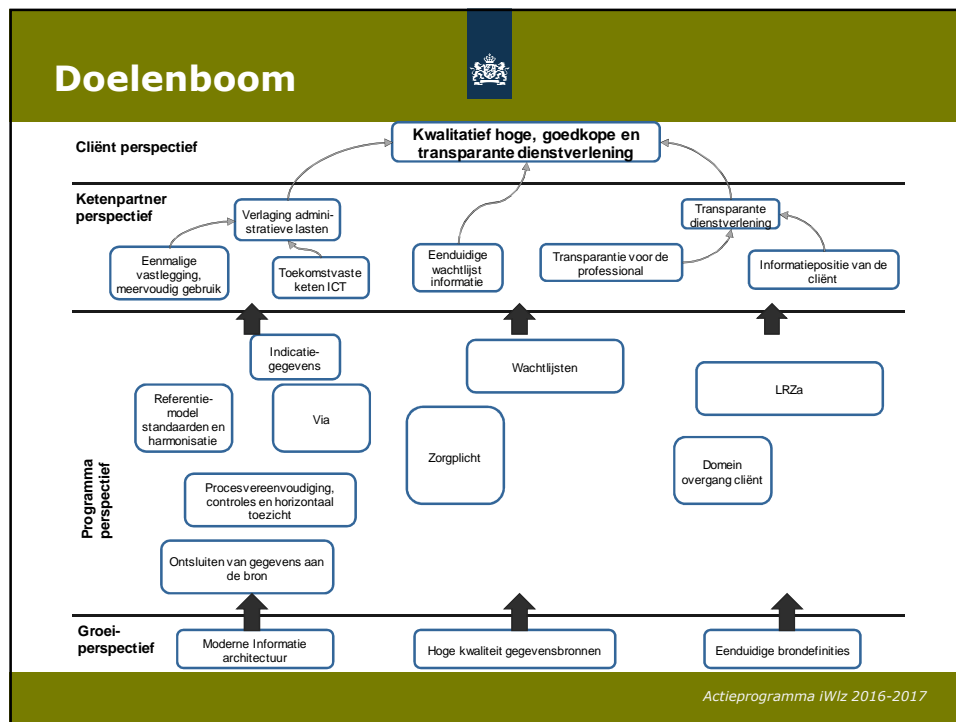 Doelenboom
Cliënt perspectief
Kwalitatief hoge, goedkope en
transparante dienstverlening
Ketenpartner
perspectief
Verlaging admini-
stratieve lasten
Transparante
dienstverlening
Eenmalige
vastlegging,
meervoudig gebruik
Toekomstvaste
keten ICT
Eenduidige
wachtlijst
informatie
Transparantie voor de
professional
Informatiepositie van de
cliënt
Programma
perspectief
Indicatie-
gegevens
Wachtlijsten
LRZa
Referentie-
model
standaarden en
harmonisatie
Via
Zorgplicht
Domein
overgang cliënt
Procesvereenvoudiging,
controles en horizontaal
toezicht
Ontsluiten van gegevens aan
de bron
Groei-
perspectief
Moderne Informatie
architectuur
Hoge kwaliteit gegevensbronnen
Eenduidige brondefinities
Actieprogramma iWlz 2016-2017